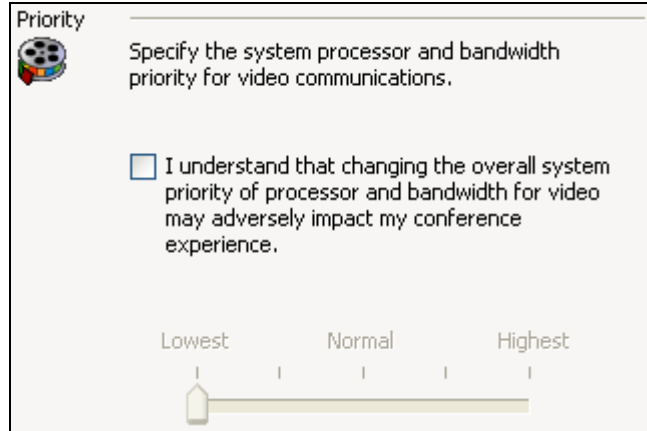 Priority
Specify the system processor and bandwidth
priority for video communications.
I understand that changing the overall system
priority of processor and bandwidth for video
may adversely impact my conference
experience.
Lowest Normal Highest